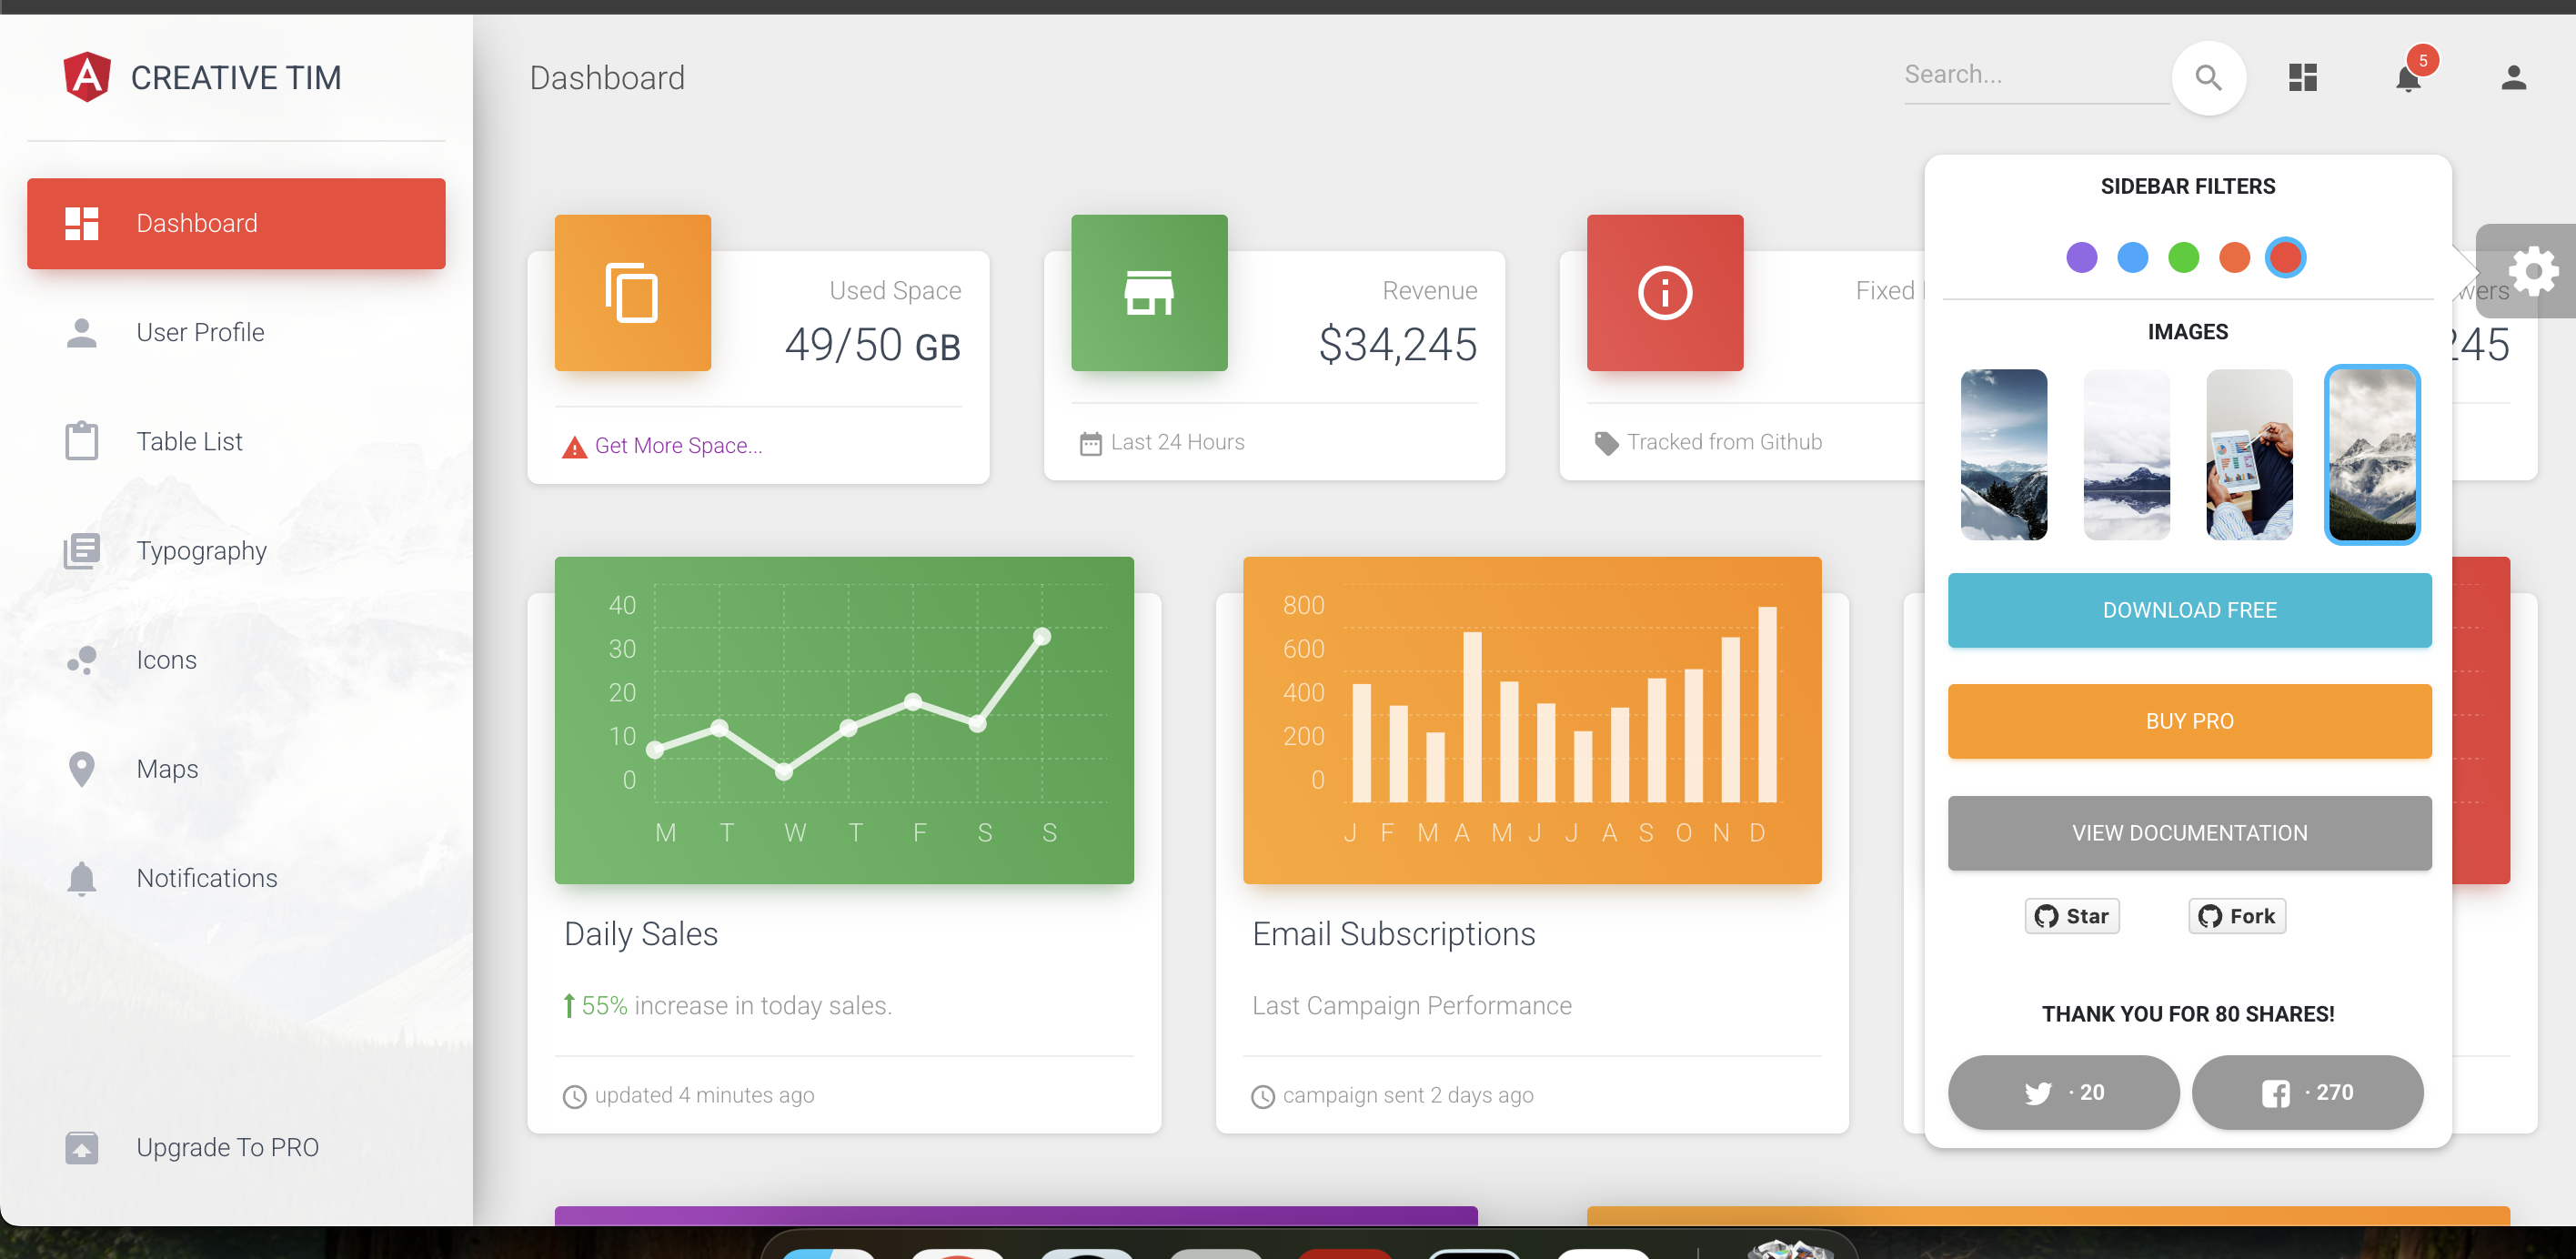 CREATIVE TIM
Dashboard
Search...
5
Dashboard
User Profile
Table List
Typography
Icons
Maps
Notifications
Upgrade To PRO
Used Space
49/50 GB
Get More Space...
Revenue
$34,245
Last 24 Hours
Fixed
Tracked from Github
wers
245
40
30
20
10
0
M T W T F S S
Daily Sales
55% increase in today sales.
updated 4 minutes ago
800
600
400
200
0
J F M A M J J A S O N D
Email Subscriptions
Last Campaign Performance
campaign sent 2 days ago
SIDEBAR FILTERS
IMAGES
DOWNLOAD FREE
BUY PRO
VIEW DOCUMENTATION
Star Fork
THANK YOU FOR 80 SHARES!
· 20 · 270